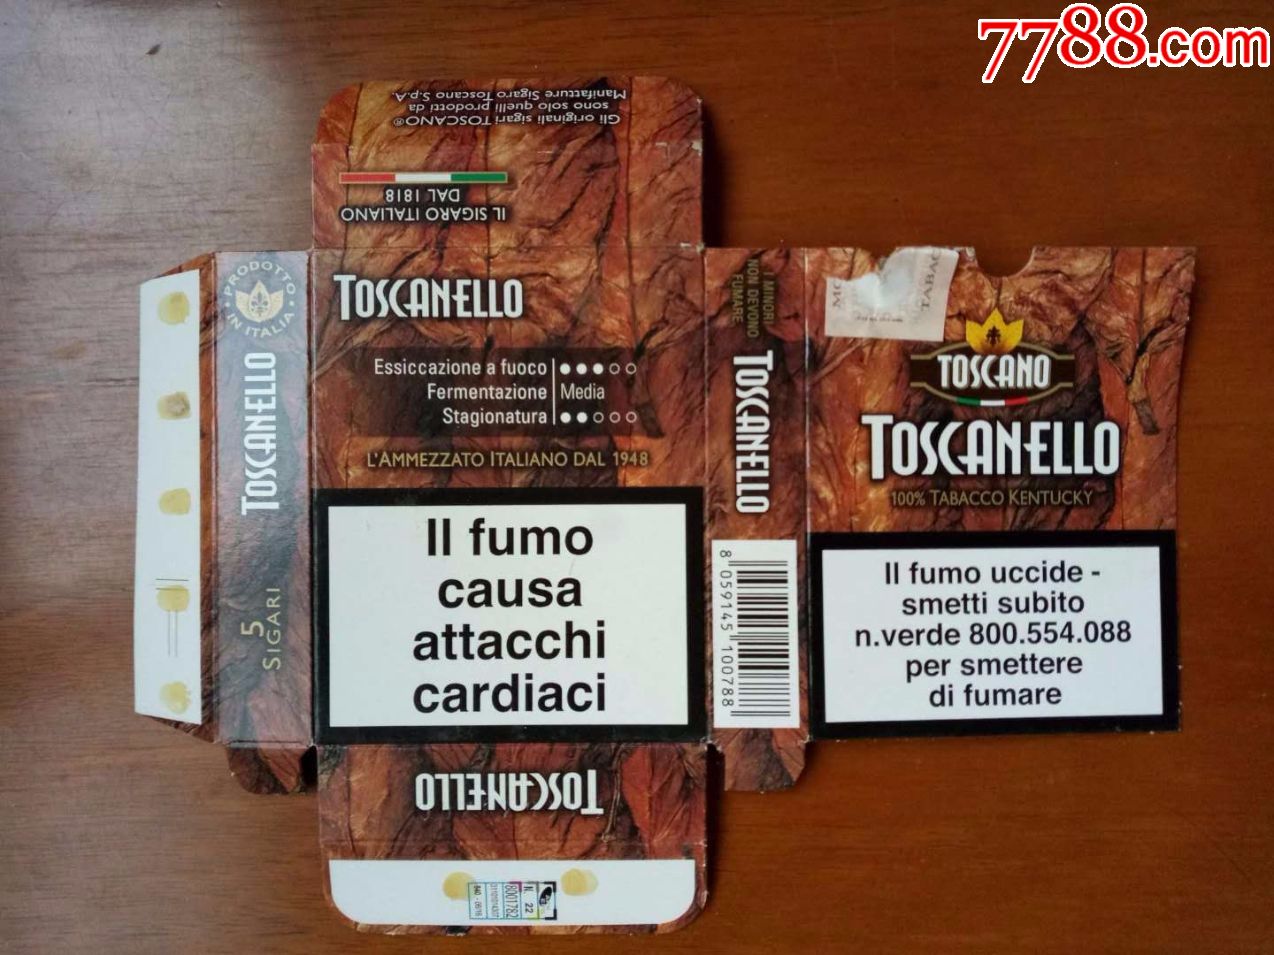 7788.com
Gli originali sigari TOSCANO®
sono solo quelli prodotti da
Manifatture Sigaro Toscano S.p.A.
IL SIGARO ITALIANO
DAL 1818
PRODOTTO
IN ITALIA
TOSCANELLO
5
SIGARI
TOSCANELLO
Essiccazione a fuoco
Fermentazione Media
Stagionatura
L'AMMEZZATO ITALIANO DAL 1948
Il fumo
causa
attacchi
cardiaci
I MINORI
NON DEVONO
FUMARE
TOSCANELLO
8 059145 100788
TABAC
TOSCANO
TOSCANELLO
100% TABACCO KENTUCKY
Il fumo uccide -
smetti subito
n.verde 800.554.088
per smettere
di fumare
TOSCANELLO
N. 22
8001782